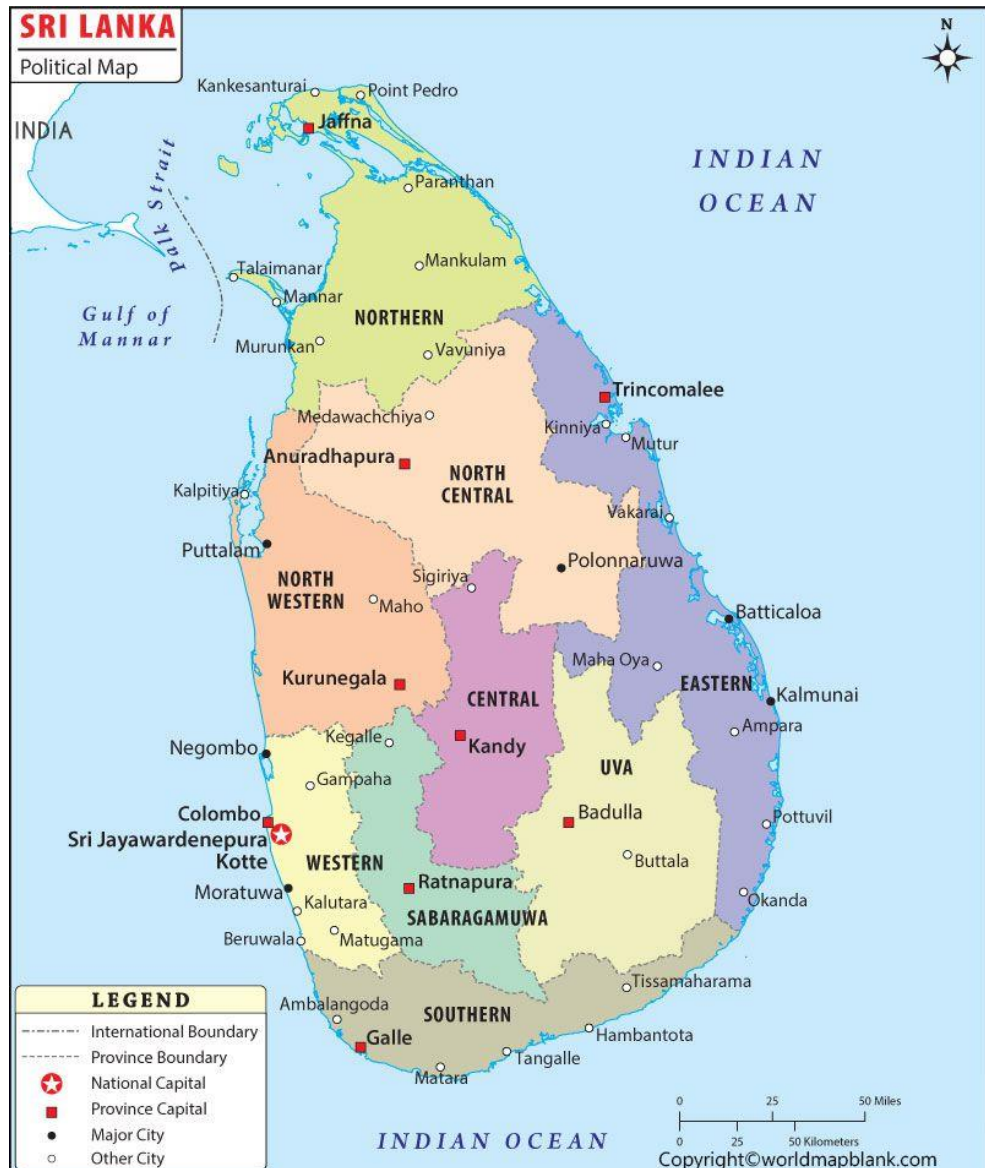 SRI LANKA
Political Map
N
INDIA
Palk Strait
Gulf of
Mannar
INDIAN
OCEAN
Kankesanturai
Point Pedro
Jaffna
Paranthan
Mankulam
Talaimanar
Mannar
NORTHERN
Murunkan
Vavuniya
Trincomalee
Medawachchiya
Kinniya
Mutur
Anuradhapura
NORTH
CENTRAL
Kalpitiya
Vakarai
Puttalam
Polonnaruwa
Sigiriya
NORTH
WESTERN
Maho
Batticaloa
Maha Oya
EASTERN
Kurunegala
CENTRAL
Kalmunai
Ampara
Kegalle
Kandy
Negombo
UVA
Gampaha
Colombo
Badulla
Pottuvil
Sri Jayawardenepura
Kotte
WESTERN
Buttala
Moratuwa
Ratnapura
Okanda
Kalutara
SABARAGAMUWA
Beruwala
Matugama
Tissamaharama
Ambalangoda
SOUTHERN
Hambantota
Galle
Tangalle
Matara
LEGEND
International Boundary
Province Boundary
National Capital
Province Capital
Major City
Other City
INDIAN OCEAN
0 25 50 Miles
0 25 50 Kilometers
Copyright©worldmapblank.com